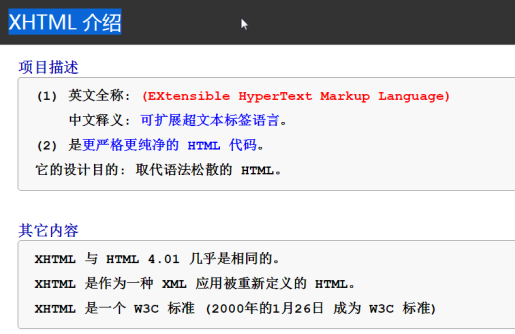 XHTML 介绍
项目描述
(1) 英文全称: (EXtensible HyperText Markup Language)
中文释义: 可扩展超文本标签语言。
(2) 是更严格更纯净的 HTML 代码。
它的设计目的: 取代语法松散的 HTML。
其它内容
XHTML 与 HTML 4.01 几乎是相同的。
XHTML 是作为一种 XML 应用被重新定义的 HTML。
XHTML 是一个 W3C 标准 (2000年的1月26日 成为 W3C 标准)